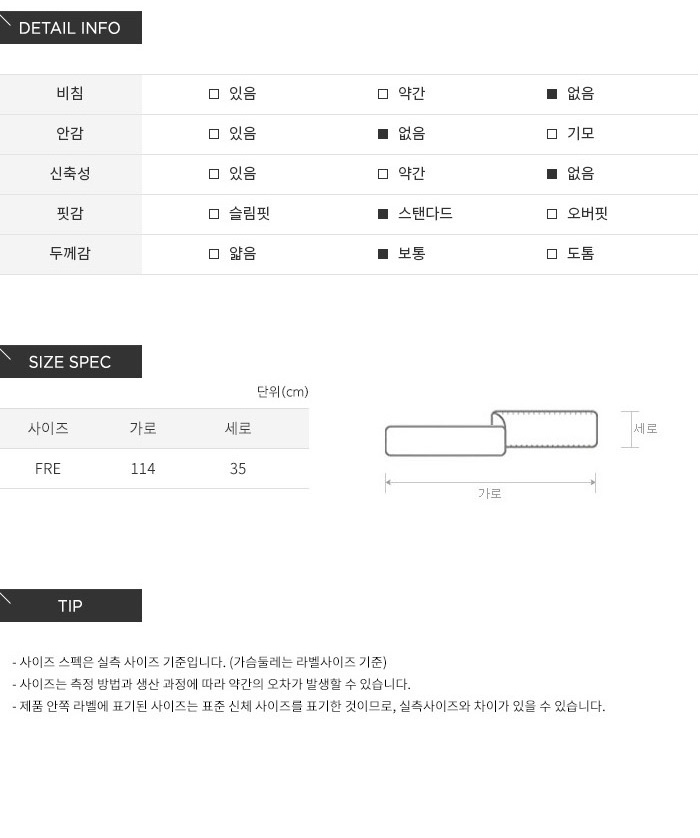 DETAIL INFO
비침 있음 약간 없음
안감 있음 없음 기모
신축성 있음 약간 없음
핏감 슬림핏 스탠다드 오버핏
두께감 얇음 보통 도톰
SIZE SPEC
단위(cm)
사이즈 가로 세로
FRE 114 35
세로
가로
TIP
- 사이즈 스펙은 실측 사이즈 기준입니다. (가슴둘레는 라벨사이즈 기준)
- 사이즈는 측정 방법과 생산 과정에 따라 약간의 오차가 발생할 수 있습니다.
- 제품 안쪽 라벨에 표기된 사이즈는 표준 신체 사이즈를 표기한 것이므로, 실측사이즈와 차이가 있을 수 있습니다.